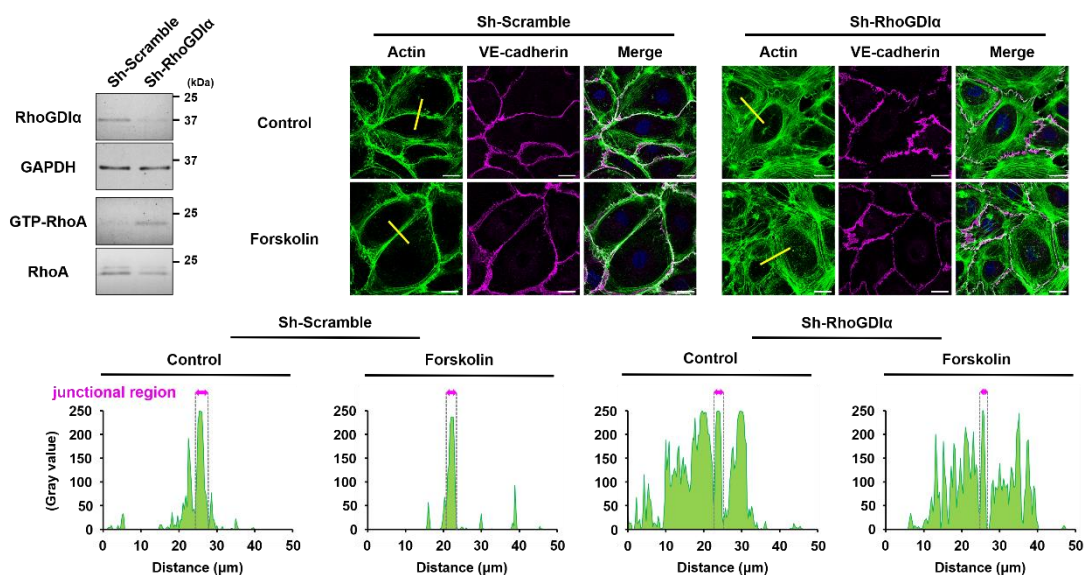 Sh-Scramble
Sh-RhoGDIα
(kDa)
RhoGDIα
25
37
GAPDH
37
GTP-RhoA
25
RhoA
25
Sh-Scramble
Sh-RhoGDIα
Actin VE-cadherin Merge
Actin VE-cadherin Merge
Control
Forskolin
Sh-Scramble
Sh-RhoGDIα
Control
Forskolin
Control
Forskolin
junctional region
(Gray value)
250
200
150
100
50
0
0 10 20 30 40 50
Distance (μm)
250
200
150
100
50
0
0 10 20 30 40 50
Distance (μm)
250
200
150
100
50
0
0 10 20 30 40 50
Distance (μm)
250
200
150
100
50
0
0 10 20 30 40 50
Distance (μm)